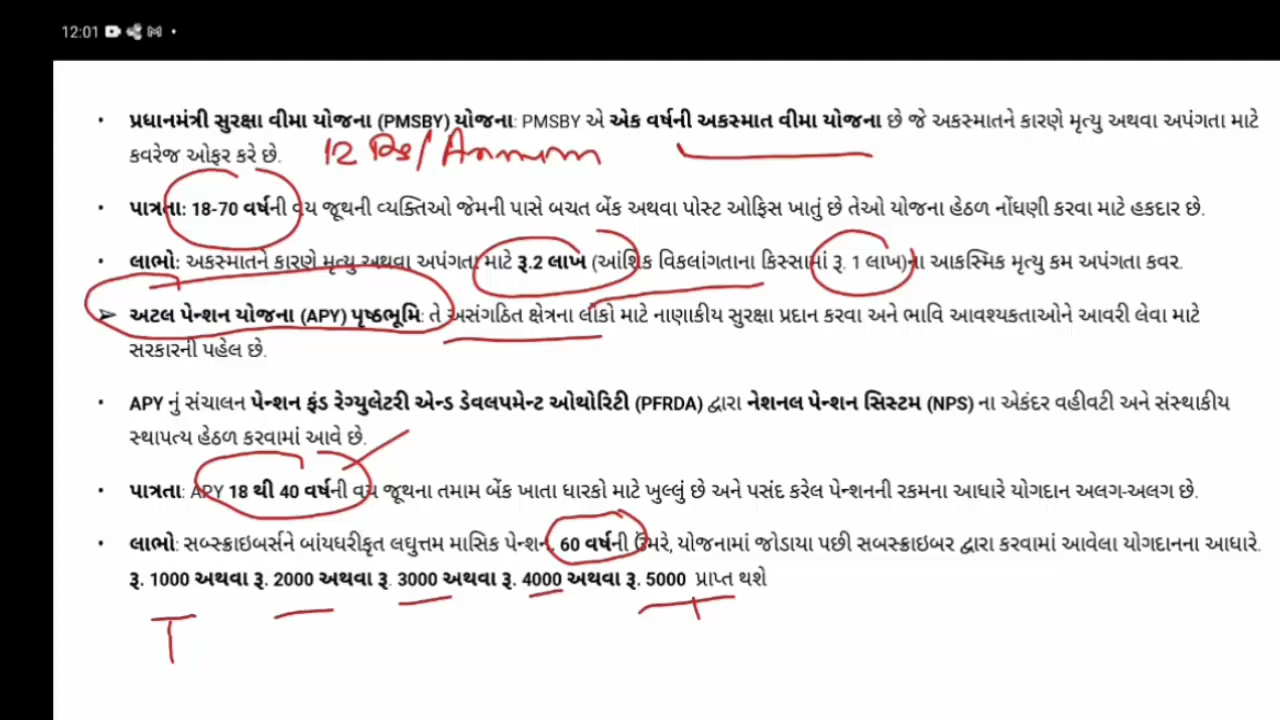 12:01
• પ્રધાનમંત્રી સુરક્ષા વીમા યોજના (PMSBY) યોજના: PMSBY એ એક વર્ષની અકસ્માત વીમા યોજના છે જે અકસ્માતને કારણે મૃત્યુ અથવા અપંગતા માટે
કવરેજ ઓફર કરે છે.
12 Rs/Annum
• પાત્રતા: 18-70 વર્ષની વય જૂથની વ્યક્તિઓ જેમની પાસે બચત બેંક અથવા પોસ્ટ ઓફિસ ખાતું છે તેઓ યોજના હેઠળ નોંધણી કરવા માટે હકદાર છે.
• લાભો: અકસ્માતને કારણે મૃત્યુ અથવા અપંગતા માટે રૂ.2 લાખ (આંશિક વિકલાંગતાના કિસ્સામાં રૂ. 1 લાખ)ના આકસ્મિક મૃત્યુ કમ અપંગતા કવર.
➢ અટલ પેન્શન યોજના (APY) પૃષ્ઠભૂમિ: તે અસંગઠિત ક્ષેત્રના લોકો માટે નાણાકીય સુરક્ષા પ્રદાન કરવા અને ભાવિ આવશ્યકતાઓને આવરી લેવા માટે
સરકારની પહેલ છે.
• APY નું સંચાલન પેન્શન ફંડ રેગ્યુલેટરી એન્ડ ડેવલપમેન્ટ ઓથોરિટી (PFRDA) દ્વારા નેશનલ પેન્શન સિસ્ટમ (NPS) ના એકંદર વહીવટી અને સંસ્થાકીય
સ્થાપત્ય હેઠળ કરવામાં આવે છે.
• પાત્રતા: APY 18 થી 40 વર્ષની વય જૂથના તમામ બેંક ખાતા ધારકો માટે ખુલ્લું છે અને પસંદ કરેલ પેન્શનની રકમના આધારે યોગદાન અલગ-અલગ છે.
• લાભો: સબ્સ્ક્રાઇબર્સને બાંયધરીકૃત લઘુત્તમ માસિક પેન્શન 60 વર્ષની ઉંમરે, યોજનામાં જોડાયા પછી સબસ્ક્રાઇબર દ્વારા કરવામાં આવેલા યોગદાનના આધારે.
રૂ. 1000 અથવા રૂ. 2000 અથવા રૂ. 3000 અથવા રૂ. 4000 અથવા રૂ. 5000 પ્રાપ્ત થશે